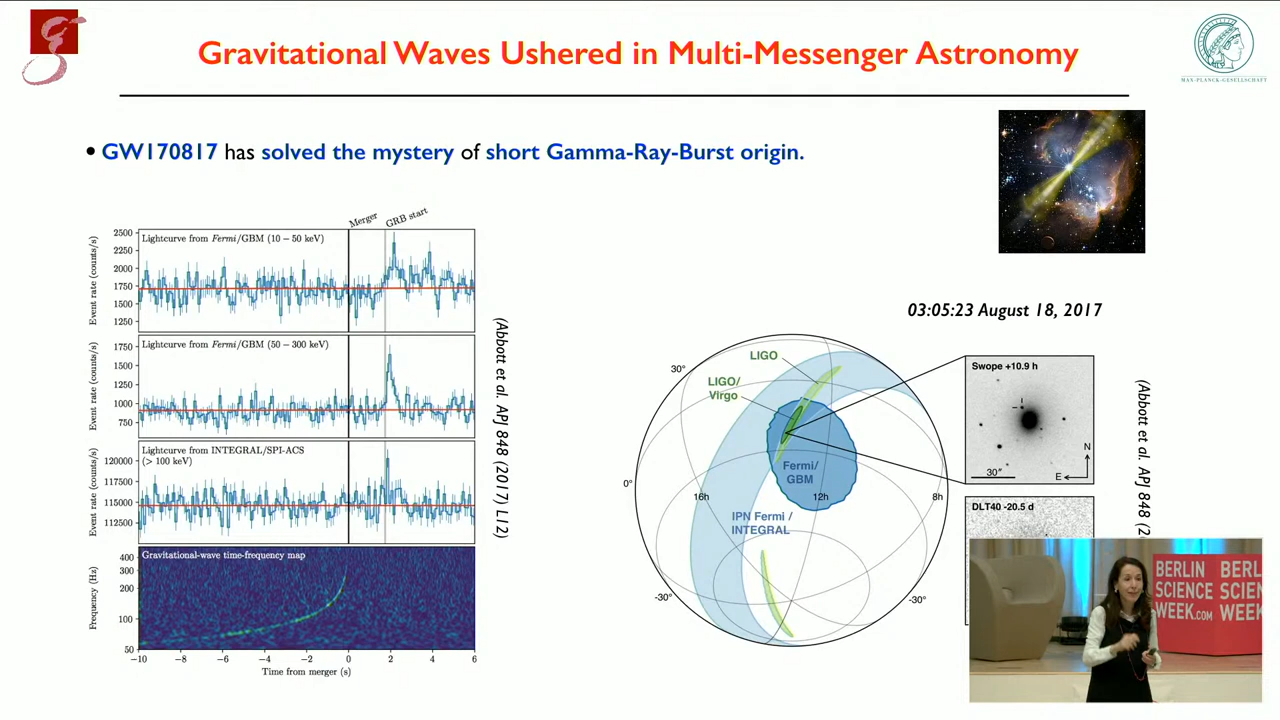 Gravitational Waves Ushered in Multi-Messenger Astronomy
MAX-PLANCK-GESELLSCHAFT
• GW170817 has solved the mystery of short Gamma-Ray-Burst origin.
Merger
GRB start
Lightcurve from Fermi/GBM (10 – 50 keV)
Event rate (counts/s)
2500
2250
2000
1750
1500
1250
Lightcurve from Fermi/GBM (50 – 300 keV)
Event rate (counts/s)
1750
1500
1250
1000
750
Lightcurve from INTEGRAL/SPI-ACS
(> 100 keV)
Event rate (counts/s)
120000
117500
115000
112500
Gravitational-wave time-frequency map
Frequency (Hz)
400
300
200
100
50
−10 −8 −6 −4 −2 0 2 4 6
Time from merger (s)
(Abbott et al. APJ 848 (2017) L12)
03:05:23 August 18, 2017
LIGO
LIGO/
Virgo
Fermi/
GBM
IPN Fermi /
INTEGRAL
30°
0°
16h
12h
8h
-30°
-30°
Swope +10.9 h
N
E
30"
DLT40 -20.5 d
(Abbott et al. APJ 848 (2
BERLIN
SCIENCE
WEEK.COM
BERL
SCIEN
WEEK